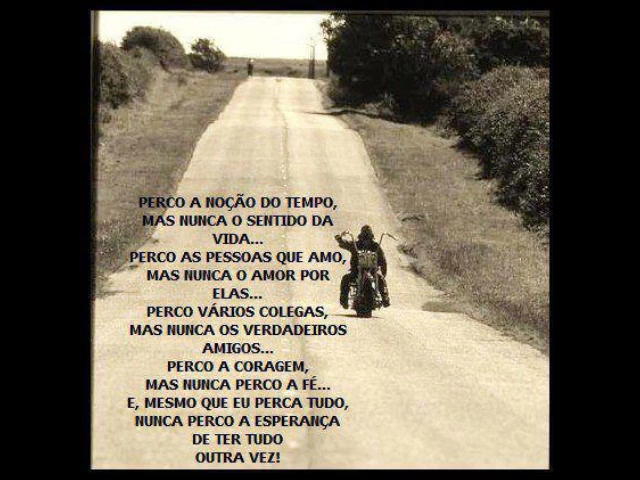 PERCO A NOÇÃO DO TEMPO,
MAS NUNCA O SENTIDO DA
VIDA...
PERCO AS PESSOAS QUE AMO,
MAS NUNCA O AMOR POR
ELAS...
PERCO VÁRIOS COLEGAS,
MAS NUNCA OS VERDADEIROS
AMIGOS...
PERCO A CORAGEM,
MAS NUNCA PERCO A FÉ...
E, MESMO QUE EU PERCA TUDO,
NUNCA PERCO A ESPERANÇA
DE TER TUDO
OUTRA VEZ!